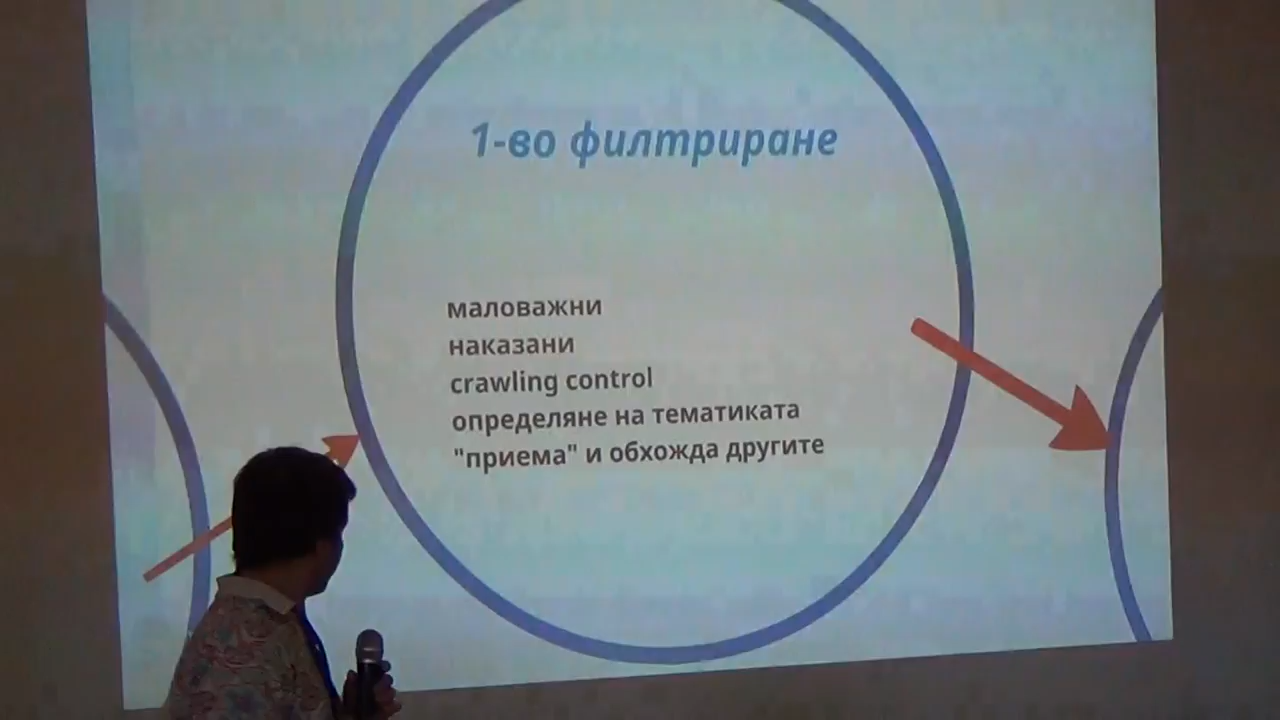 1-во филтриране
маловажни
наказани
crawling control
определяне на тематиката
"приема" и обхожда другите